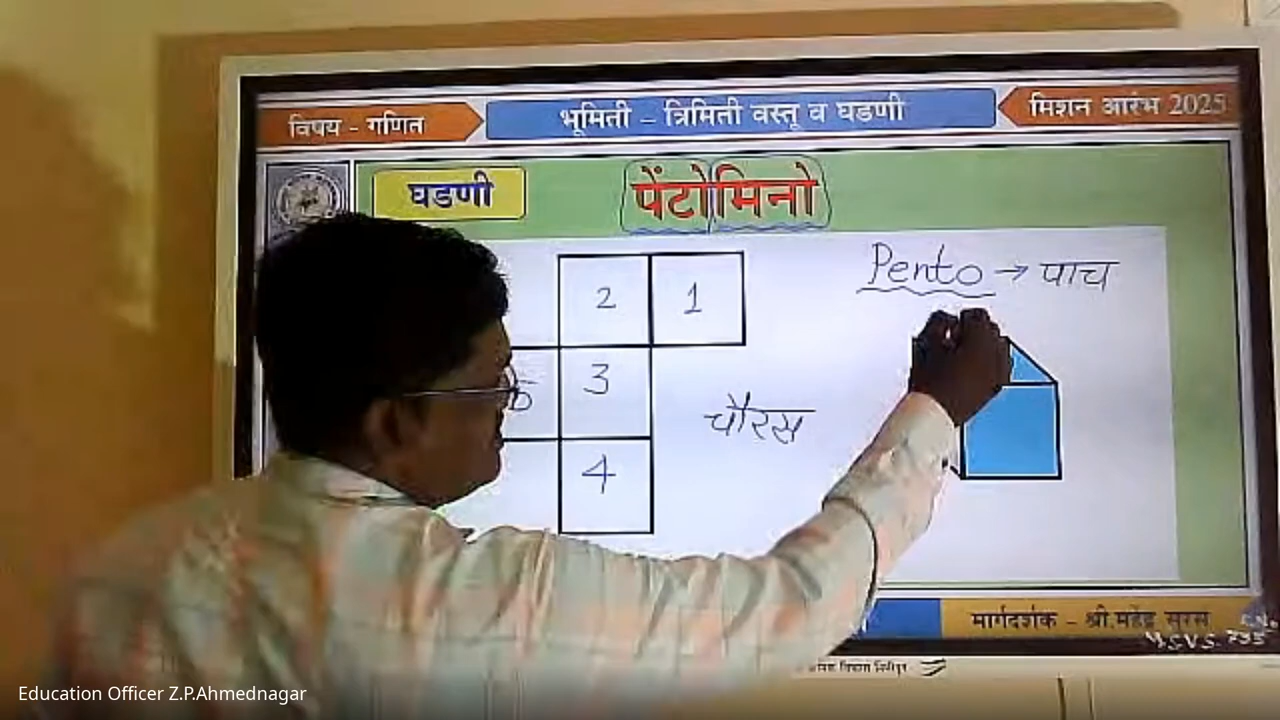 विषय - गणित
भूमिती – त्रिमिती वस्तू व घडणी
मिशन आरंभ 2025
घडणी
पेंटोमिनो
Pento → पाच
2 1
3
चौरस
4
मार्गदर्शक - श्री.महेंद्र सुरस
Education Officer Z.P.Ahmednagar